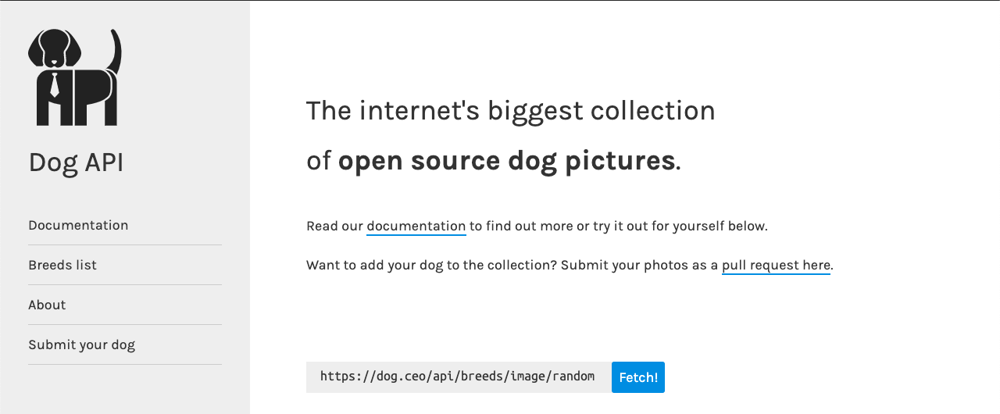 API
Dog API
Documentation
Breeds list
About
Submit your dog
The internet's biggest collection
of open source dog pictures.
Read our documentation to find out more or try it out for yourself below.
Want to add your dog to the collection? Submit your photos as a pull request here.
https://dog.ceo/api/breeds/image/random
Fetch!